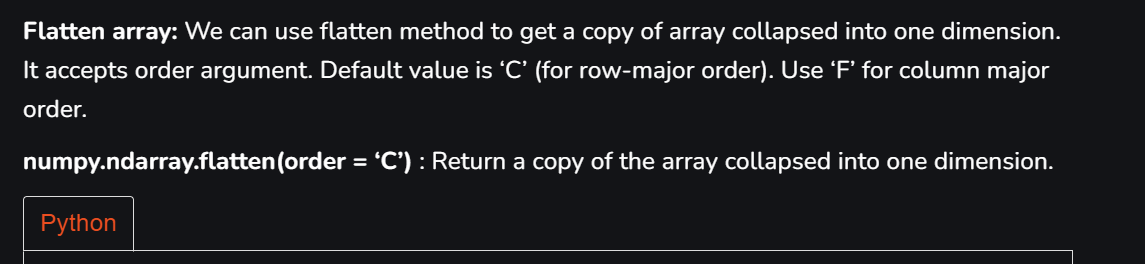 Flatten array: We can use flatten method to get a copy of array collapsed into one dimension.
It accepts order argument. Default value is ‘C’ (for row-major order). Use ‘F’ for column major
order.
numpy.ndarray.flatten(order = ‘C’) : Return a copy of the array collapsed into one dimension.
Python